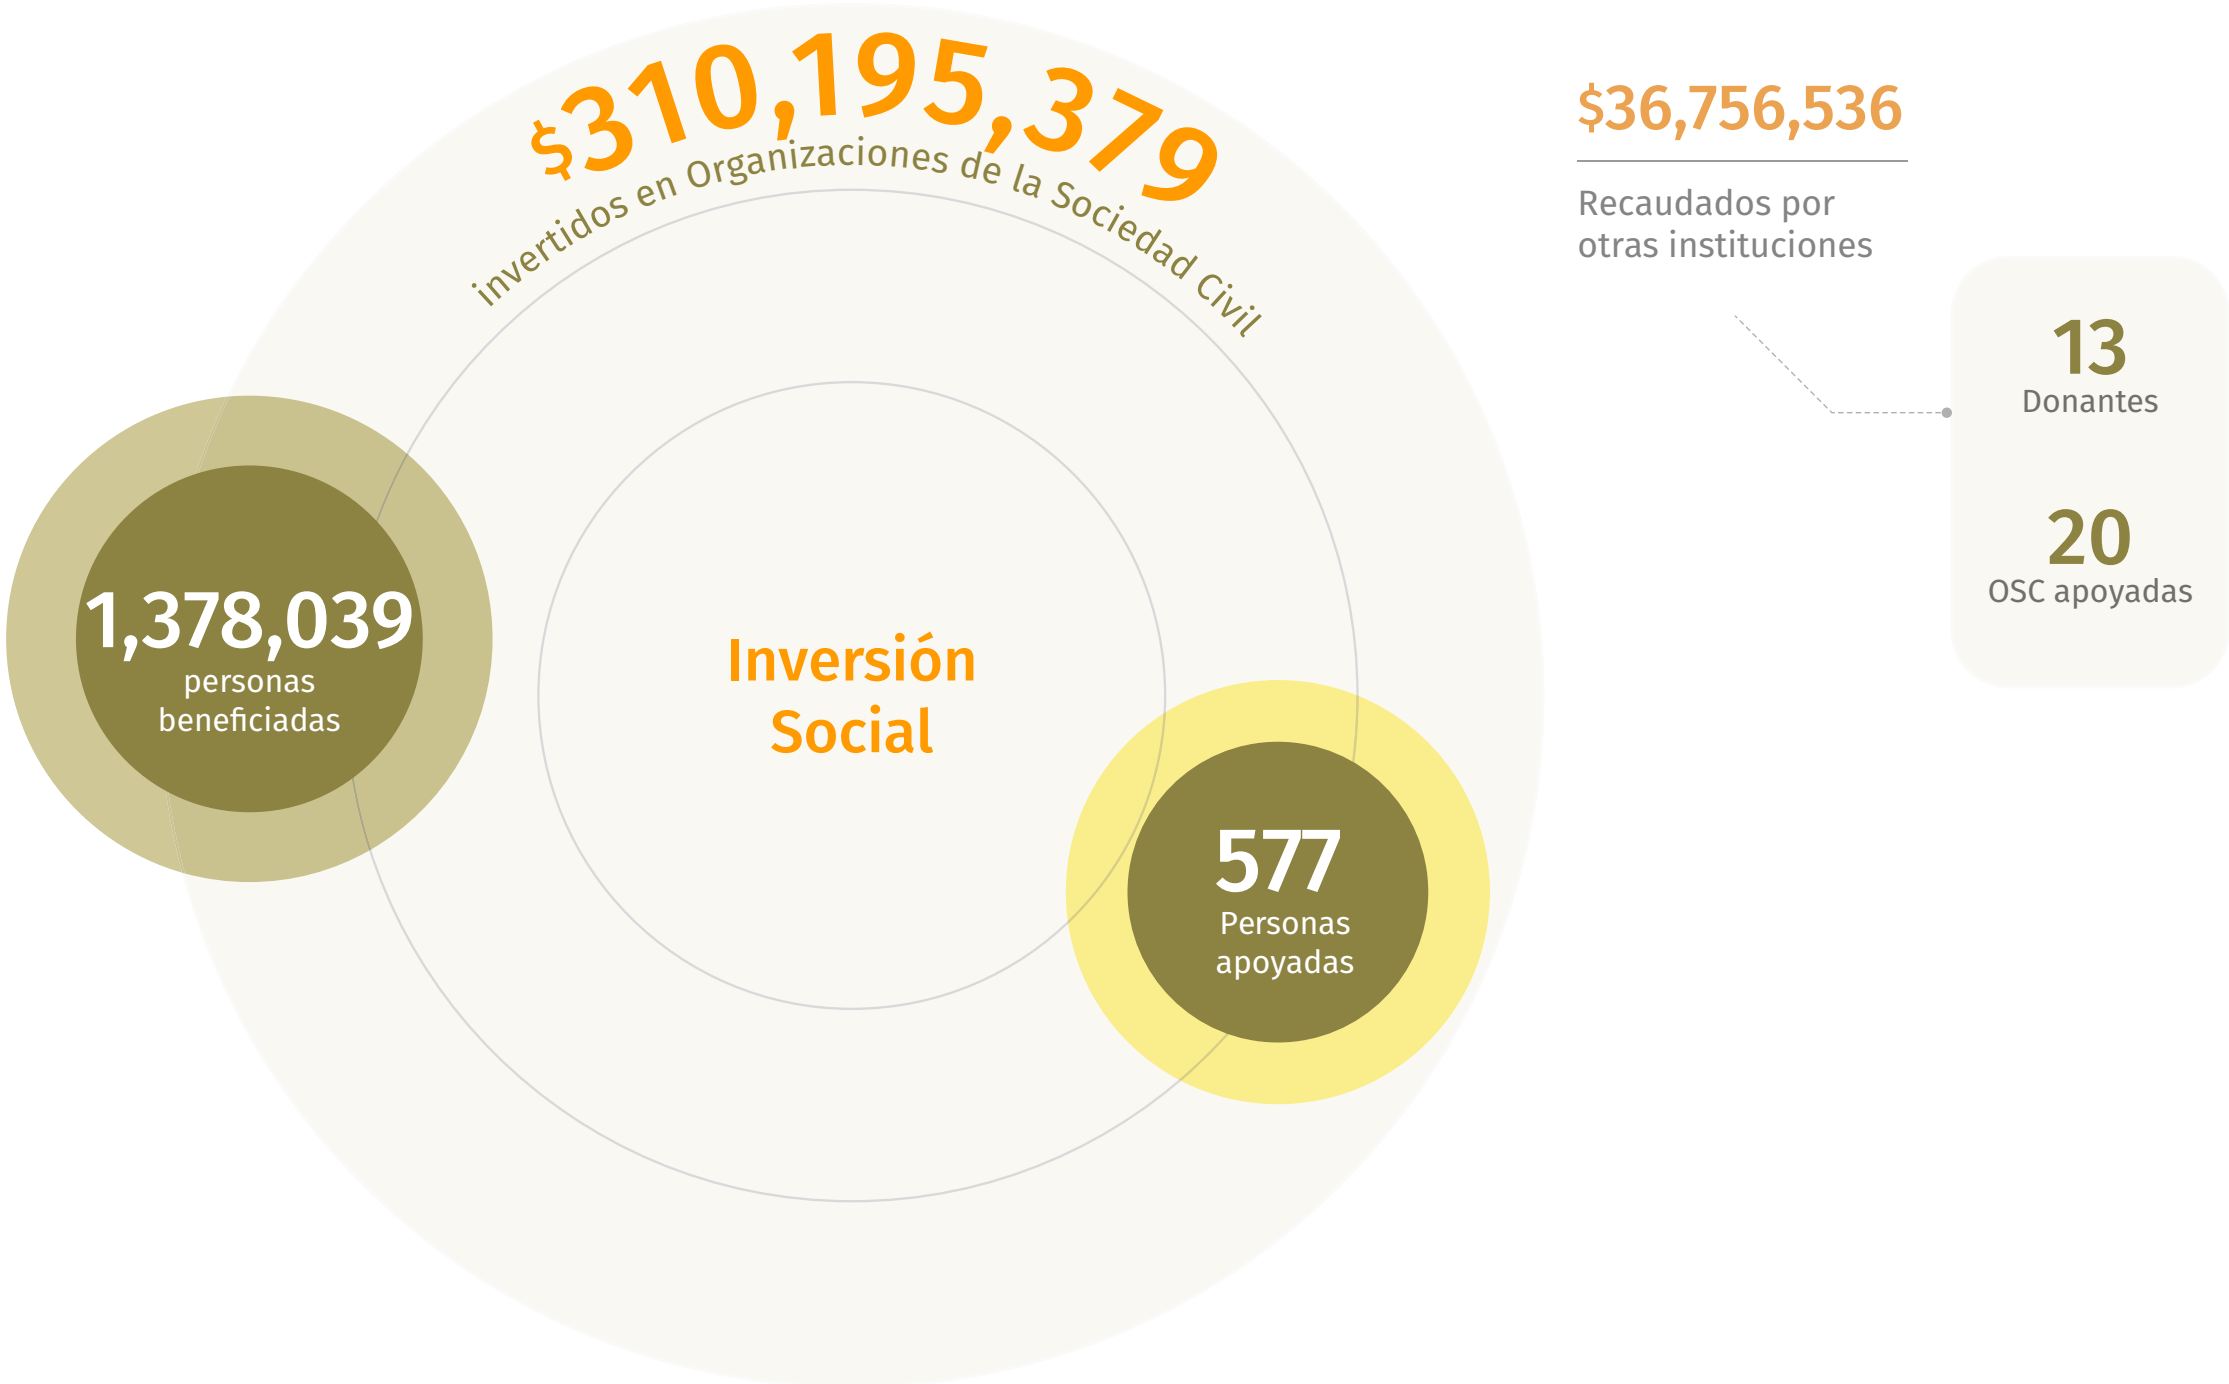 $310,195,379
invertidos en Organizaciones de la Sociedad Civil
$36,756,536
Recaudados por
otras instituciones
13
Donantes
20
OSC apoyadas
1,378,039
personas
beneficiadas
Inversión
Social
577
Personas
apoyadas